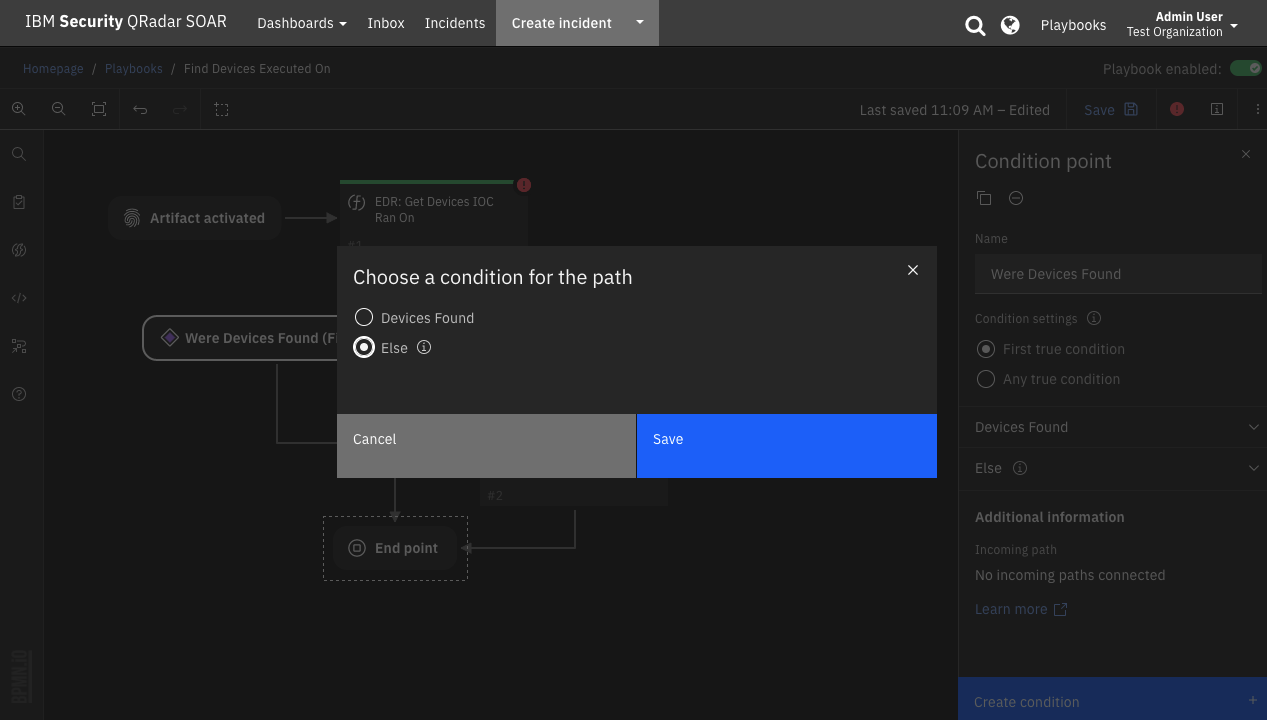 IBM Security QRadar SOAR
Dashboards
Inbox
Incidents
Create incident
Playbooks
Admin User
Test Organization
Homepage / Playbooks / Find Devices Executed On
Playbook enabled:
Last saved 11:09 AM – Edited
Save
Artifact activated
EDR: Get Devices IOC
Ran On
#1
Choose a condition for the path
Devices Found
Else
Cancel
Save
Were Devices Found (Fi
#2
End point
BPMN.iO
Condition point
Name
Were Devices Found
Condition settings
First true condition
Any true condition
Devices Found
Else
Additional information
Incoming path
No incoming paths connected
Learn more
Create condition